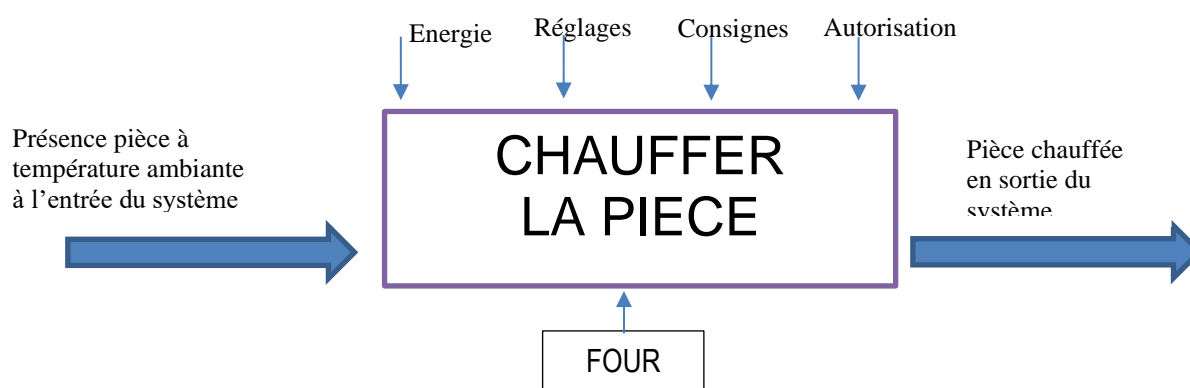 Energie
Réglages
Consignes
Autorisation
Présence pièce à
température ambiante
à l’entrée du système
CHAUFFER
LA PIECE
Pièce chauffée
en sortie du
système
FOUR